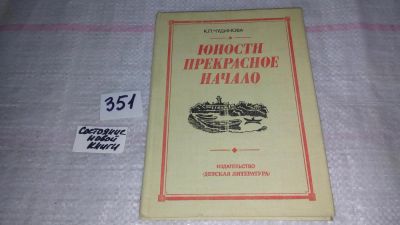 К.П.ЧУДИНОВА
ЮНОСТИ
ПРЕКРАСНОЕ
НАЧАЛО
351
Состояние
новой
книги
ИЗДАТЕЛЬСТВО
«ДЕТСКАЯ ЛИТЕРАТУРА»